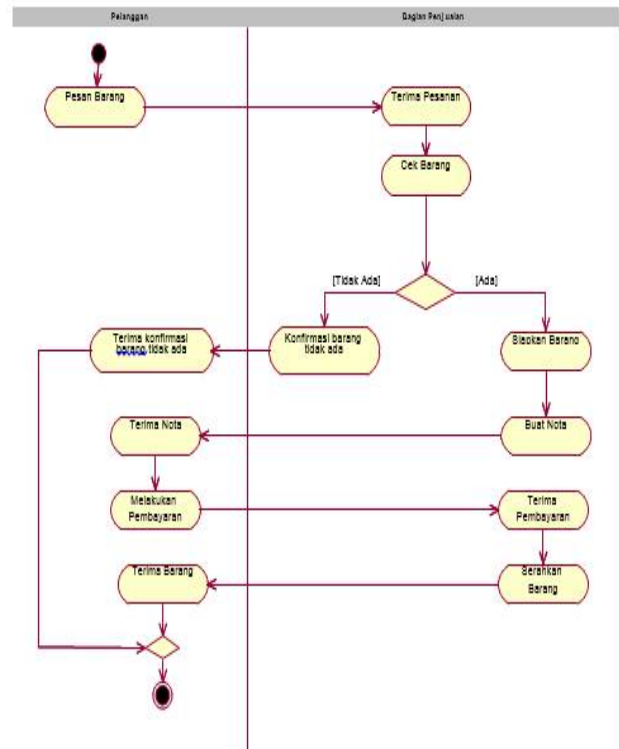 Pelanggan
Bagian Penjualan
Pesan Barang
Terima Pesanan
Cek Barang
[Tidak Ada]
[Ada]
Terima konfirmasi
barang tidak ada
Konfirmasi barang
tidak ada
Siapkan Barang
Terima Nota
Buat Nota
Melakukan
Pembayaran
Terima
Pembayaran
Terima Barang
Serahkan
Barang